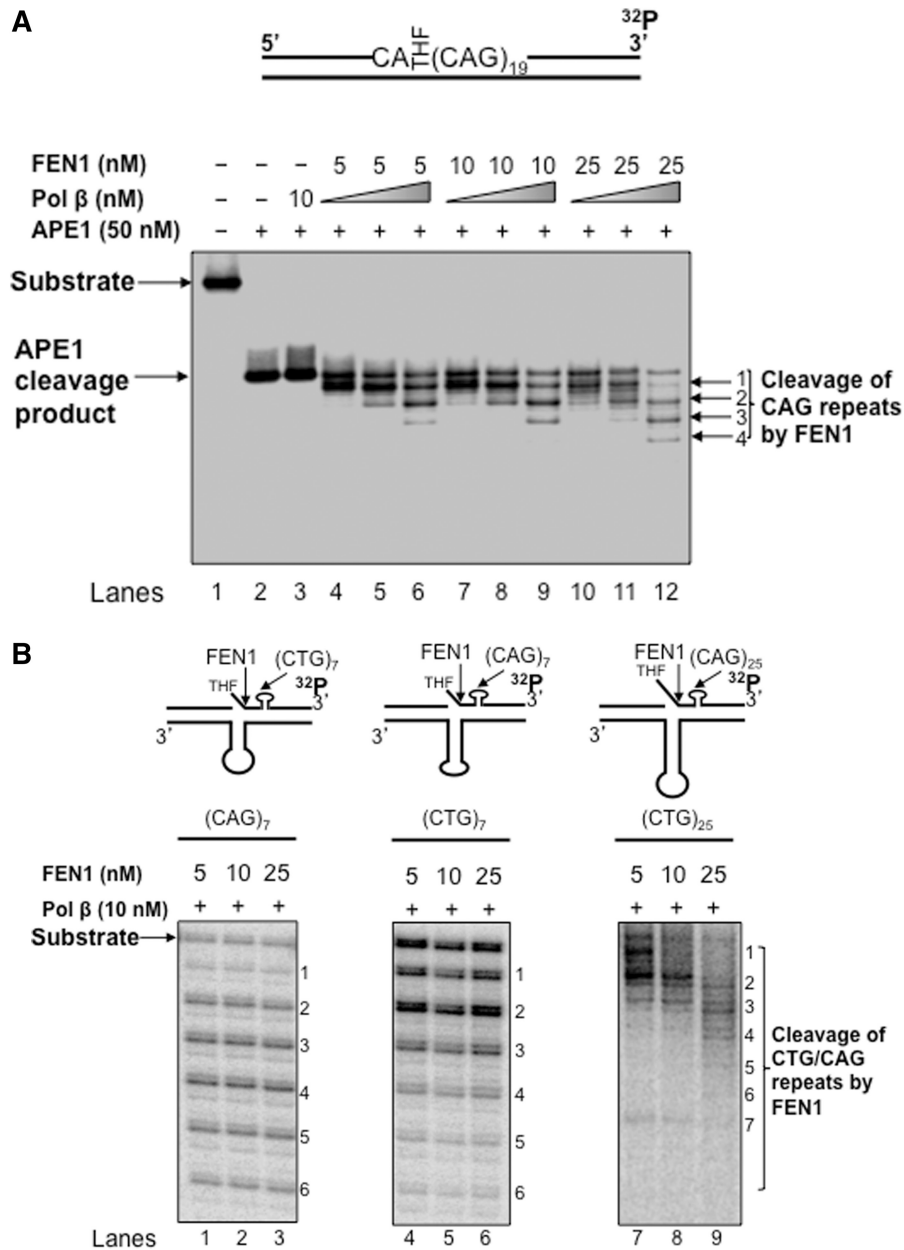 A
32P
5'
3'
CA THF (CAG)19
FEN1 (nM) – – – 5 5 5 10 10 10 25 25 25
Pol β (nM) – – 10
APE1 (50 nM) – + + + + + + + + + + +
Substrate
APE1
cleavage
product
1
2
3
4
Cleavage of
CAG repeats
by FEN1
Lanes 1 2 3 4 5 6 7 8 9 10 11 12
B
FEN1 (CTG)7 FEN1 (CAG)7 FEN1 (CAG)25
THF 32P THF 32P THF 32P
3' 3' 3'
3' 3' 3'
(CAG)7 (CTG)7 (CTG)25
FEN1 (nM) 5 10 25 5 10 25 5 10 25
Pol β (10 nM) + + + + + + + + +
Substrate
1
2
3
4
5
6
1
2
3
4
5
6
1
2
3
4
5
6
7
Cleavage of
CTG/CAG
repeats by
FEN1
Lanes 1 2 3 4 5 6 7 8 9